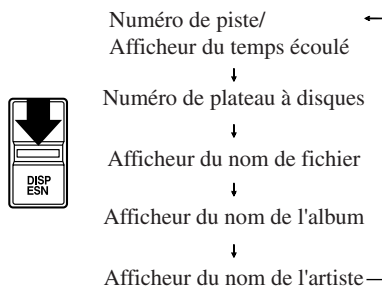 Numéro de piste/
Afficheur du temps écoulé
Numéro de plateau à disques
Afficheur du nom de fichier
DISP
ESN
Afficheur du nom de l'album
Afficheur du nom de l'artiste